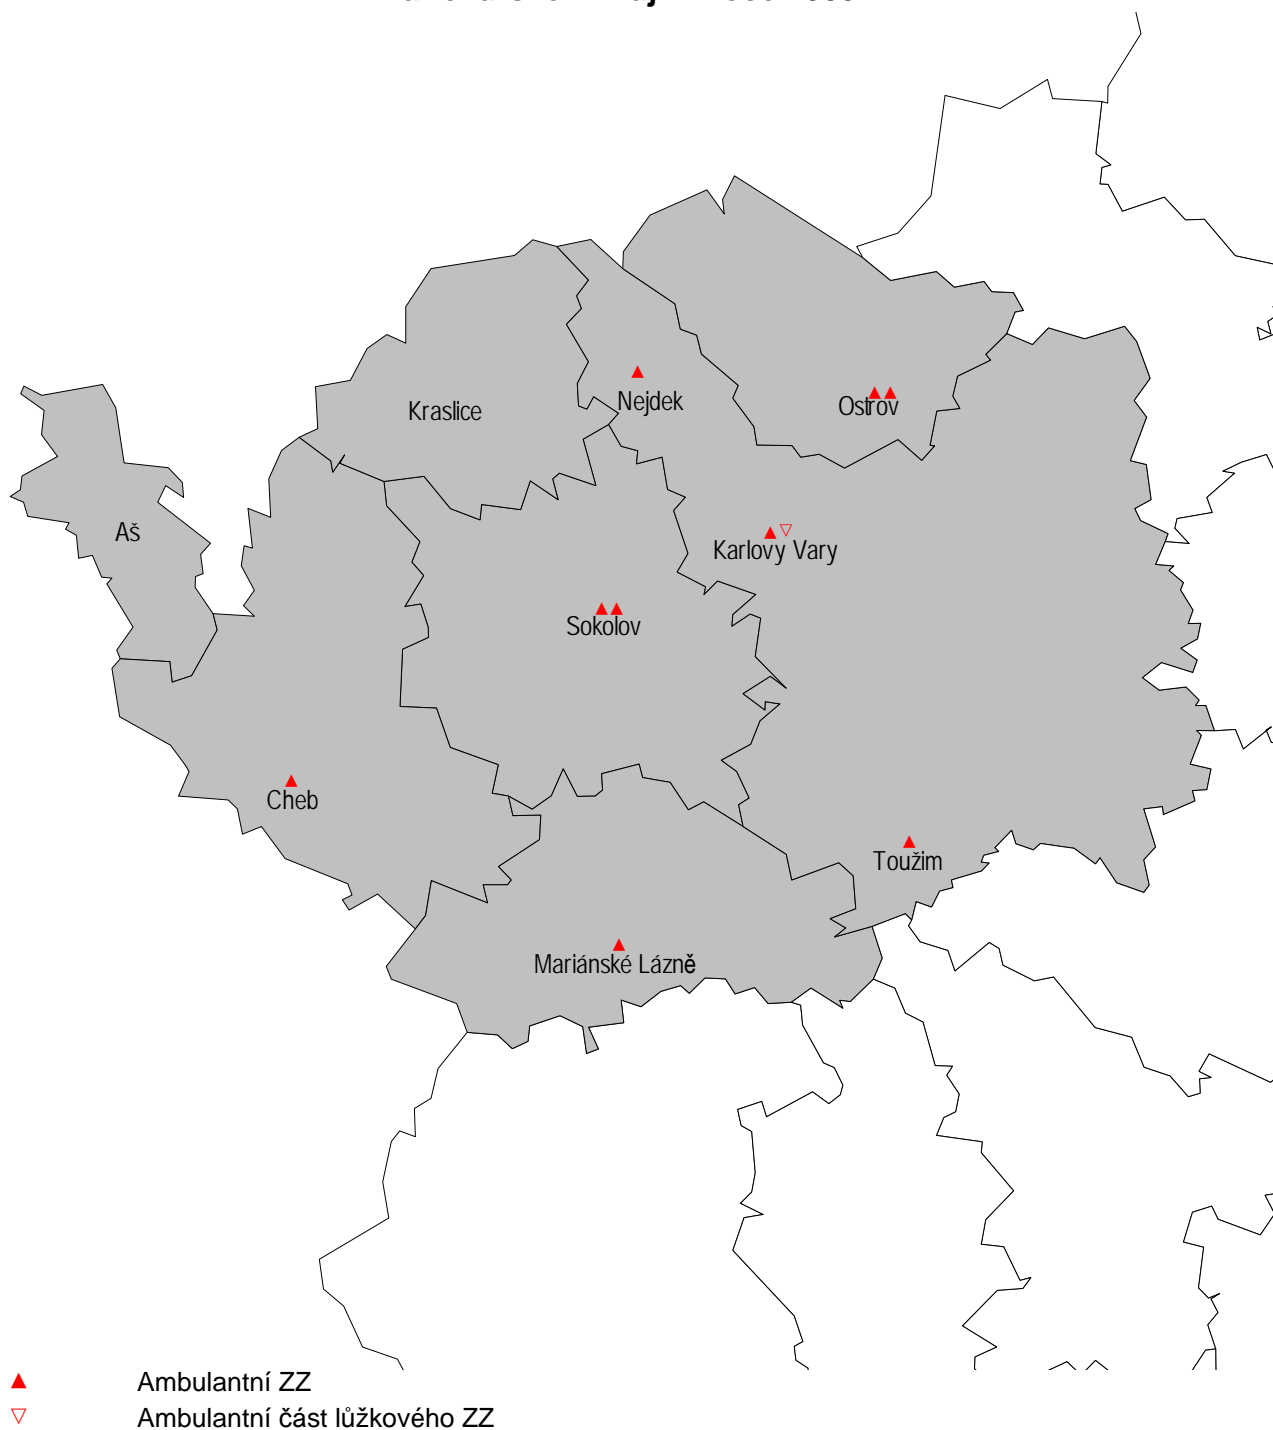 Nejdek
Ostrov
Kraslice
Aš
Karlovy Vary
Sokolov
Cheb
Toužim
Mariánské Lázně
Ambulantní ZZ
Ambulantní část lůžkového ZZ